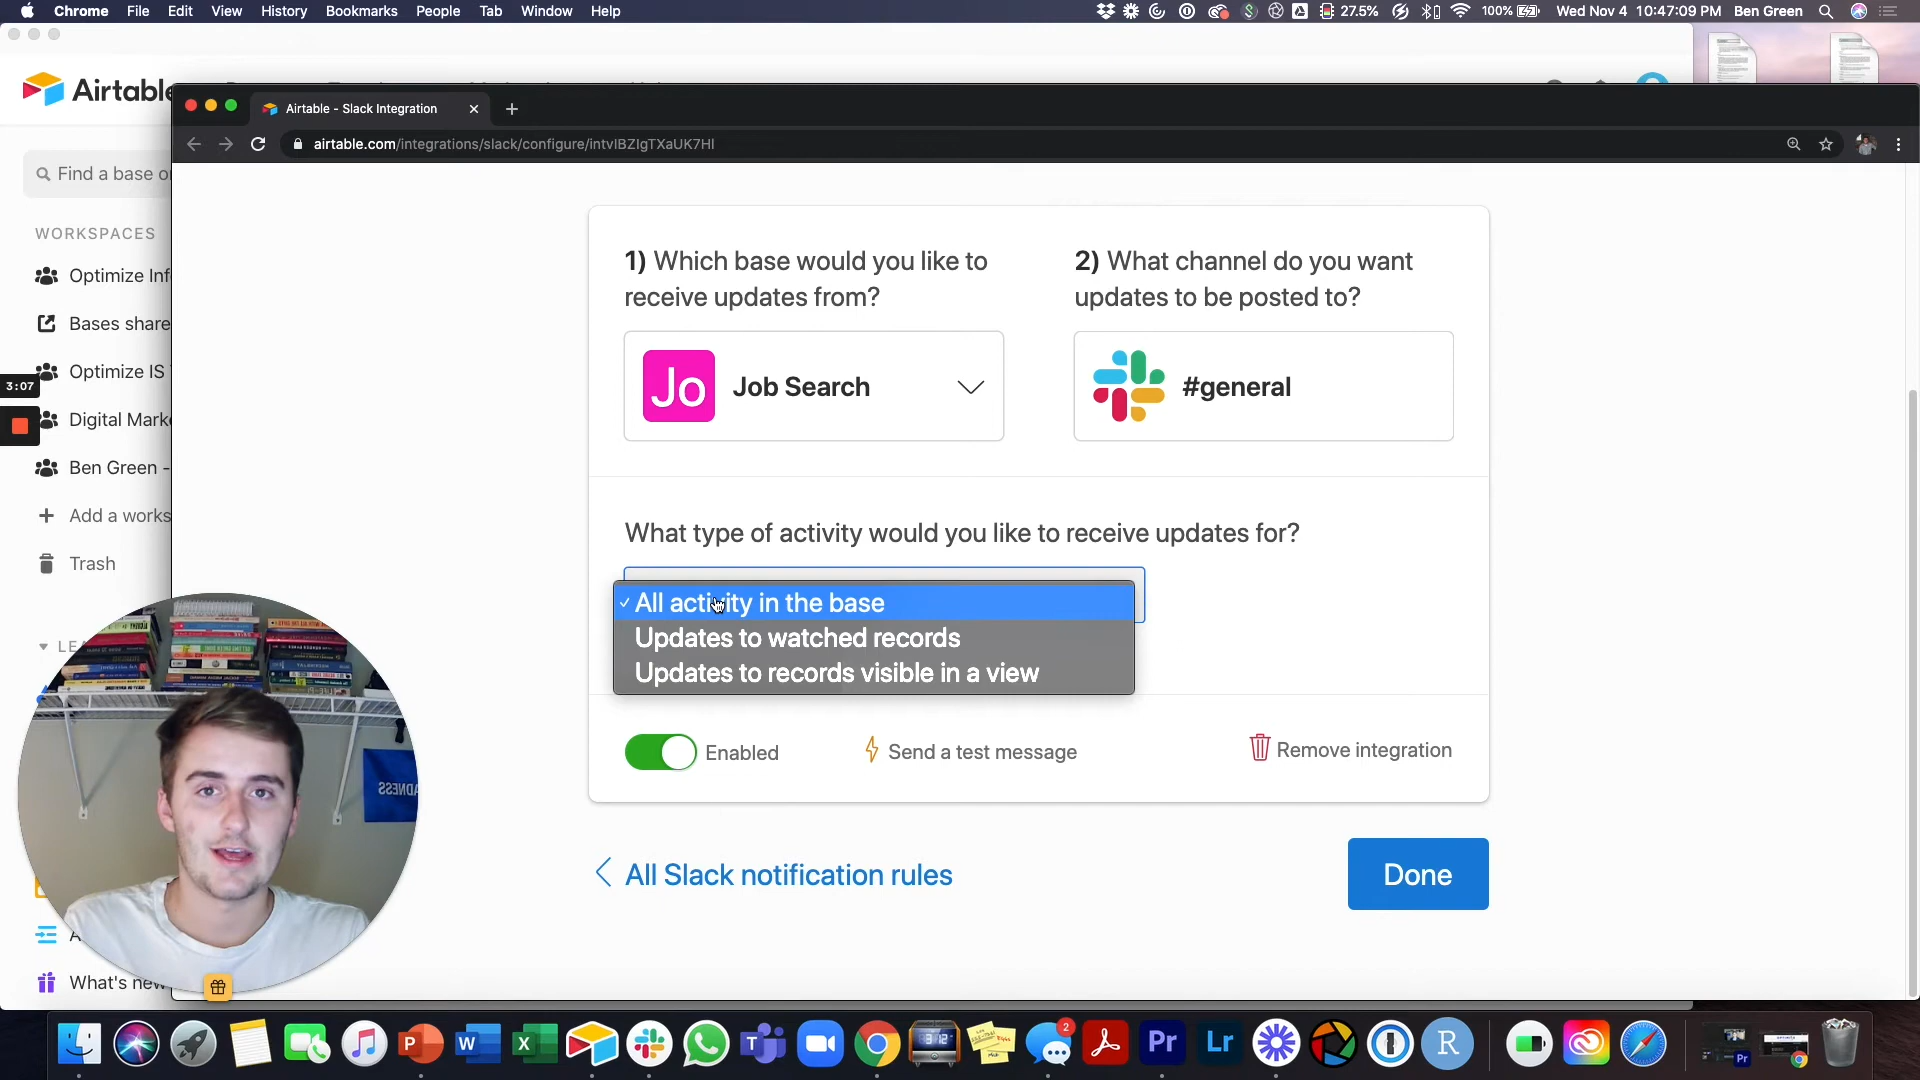 Chrome File Edit View History Bookmarks People Tab Window Help
27.5% 100% Wed Nov 4 10:47:09 PM Ben Green
Airtable
Airtable - Slack Integration
airtable.com/integrations/slack/configure/intvIBZIgTXaUK7HI
Find a base o
WORKSPACES
Optimize Inf
Bases share
Optimize IS
Digital Mark
Ben Green -
Add a works
Trash
LE
What's new
3:07
1) Which base would you like to
receive updates from?
Jo Job Search
2) What channel do you want
updates to be posted to?
#general
What type of activity would you like to receive updates for?
✓ All activity in the base
Updates to watched records
Updates to records visible in a view
Enabled
Send a test message
Remove integration
< All Slack notification rules
Done
2